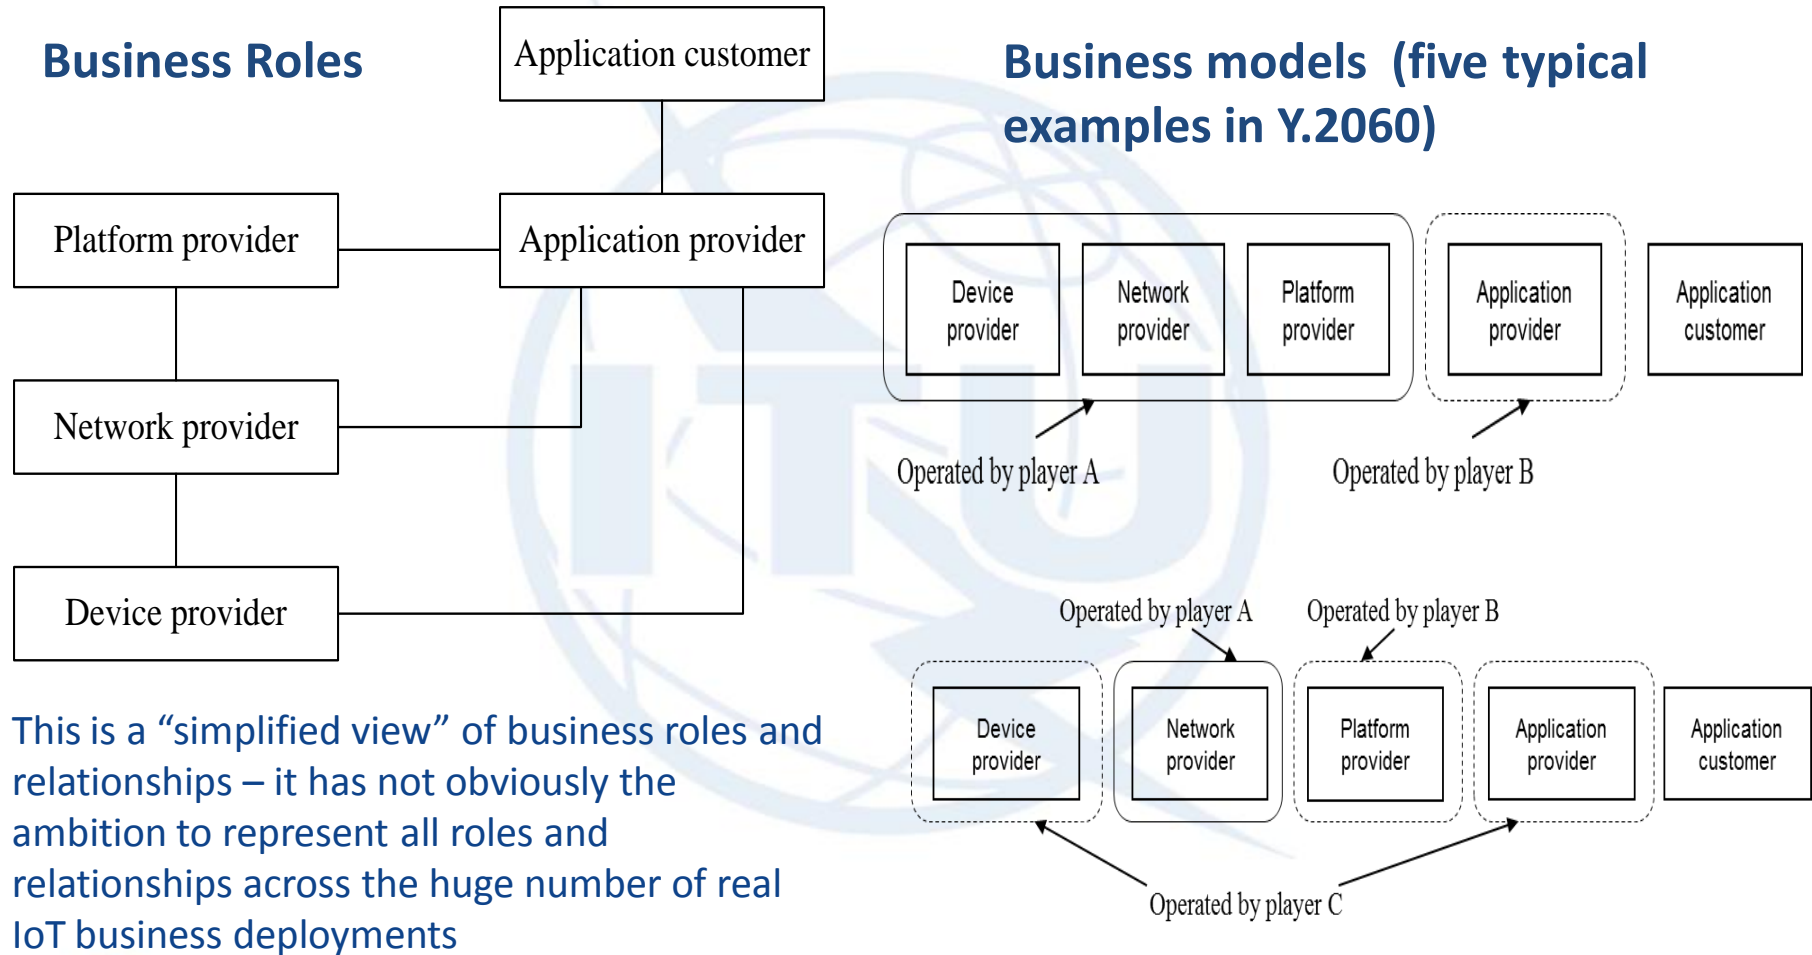 Business Roles
Application customer
Platform provider
Application provider
Network provider
Device provider
This is a “simplified view” of business roles and
relationships – it has not obviously the
ambition to represent all roles and
relationships across the huge number of real
IoT business deployments
Business models (five typical
examples in Y.2060)
Device
provider
Network
provider
Platform
provider
Application
provider
Application
customer
Operated by player A
Operated by player B
Operated by player A
Operated by player B
Device
provider
Network
provider
Platform
provider
Application
provider
Application
customer
Operated by player C
ITU